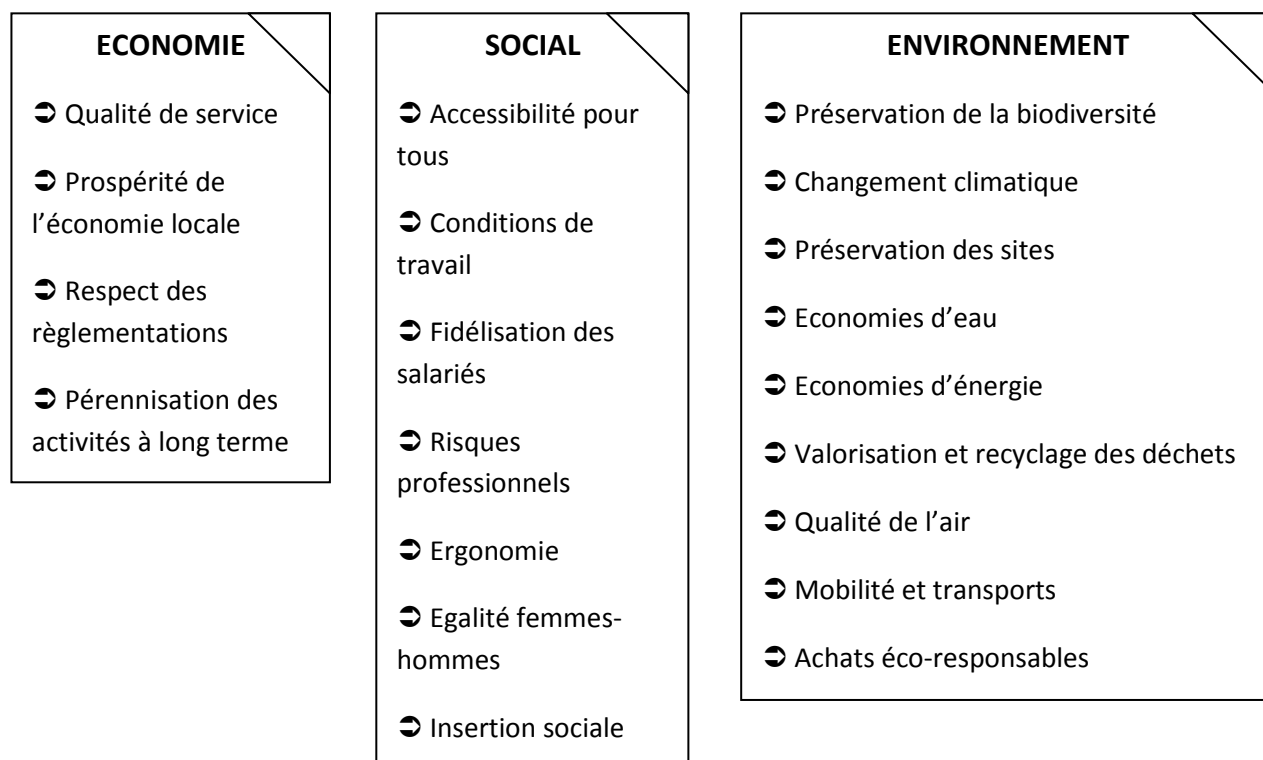 ECONOMIE
➲ Qualité de service
➲ Prospérité de
l’économie locale
➲ Respect des
règlementations
➲ Pérennisation des
activités à long terme
SOCIAL
➲ Accessibilité pour
tous
➲ Conditions de
travail
➲ Fidélisation des
salariés
➲ Risques
professionnels
➲ Ergonomie
➲ Egalité femmes-
hommes
➲ Insertion sociale
ENVIRONNEMENT
➲ Préservation de la biodiversité
➲ Changement climatique
➲ Préservation des sites
➲ Economies d’eau
➲ Economies d’énergie
➲ Valorisation et recyclage des déchets
➲ Qualité de l’air
➲ Mobilité et transports
➲ Achats éco-responsables